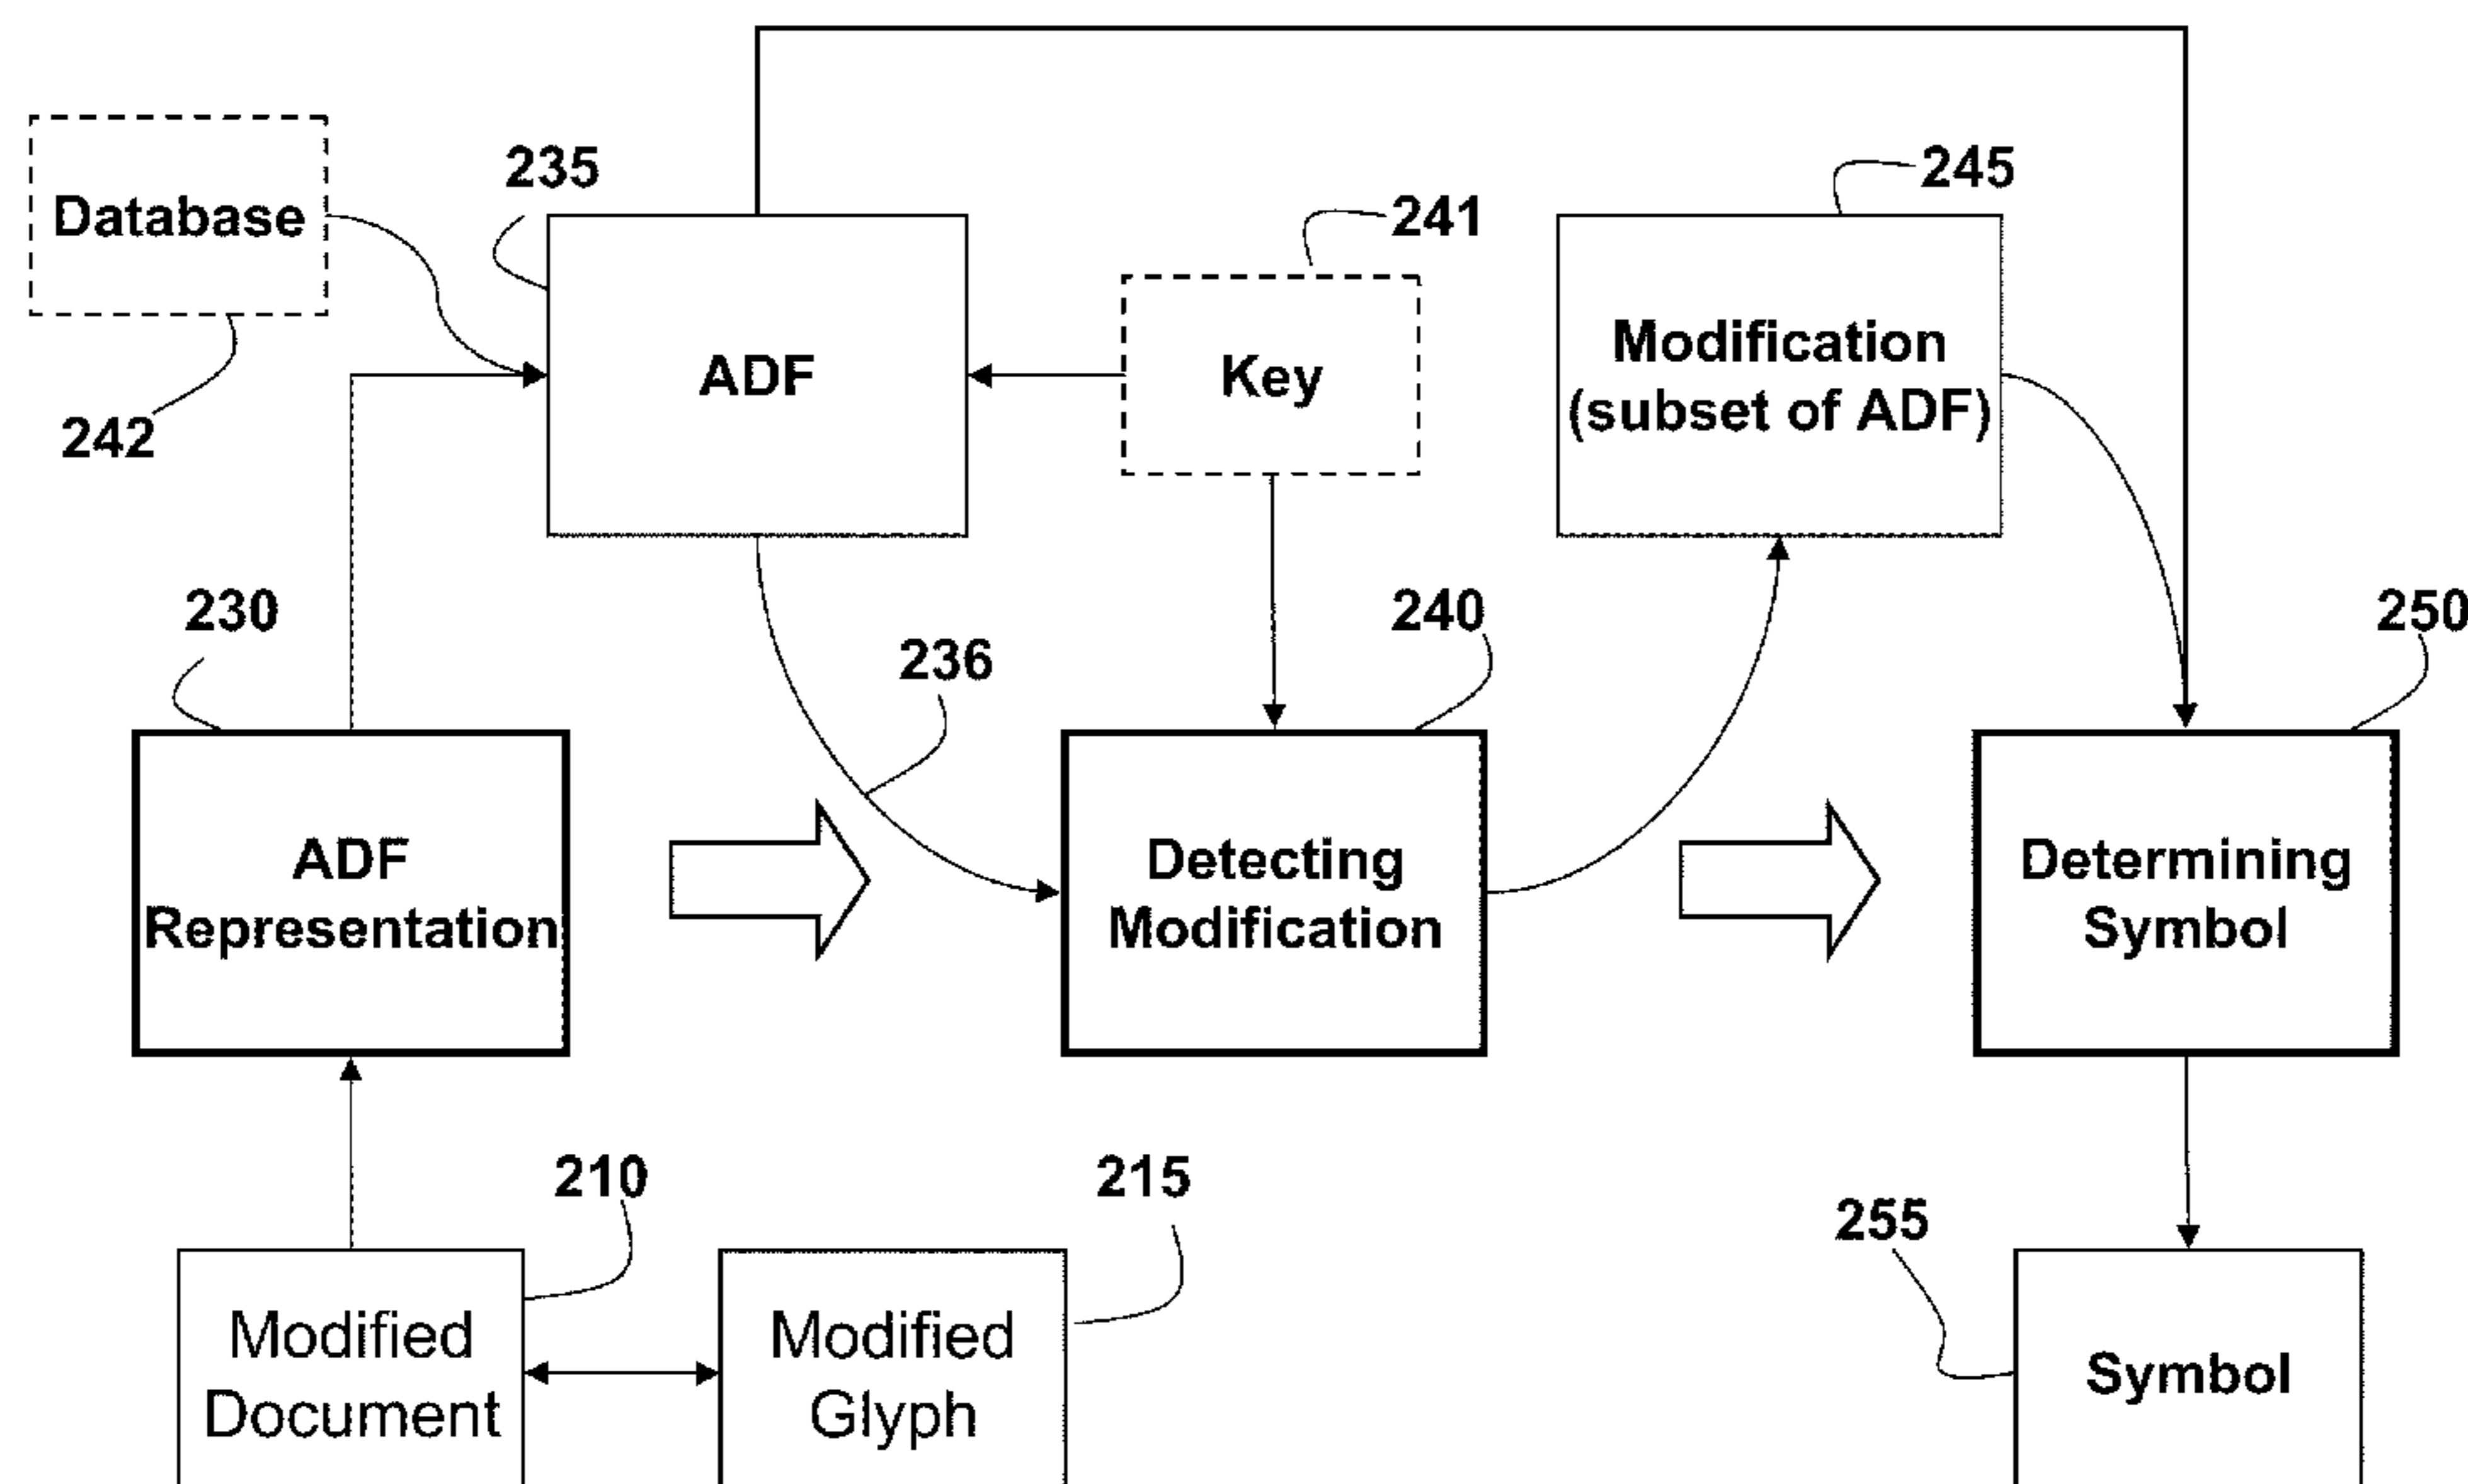 235
245
Database
241
242
ADF
Key
Modification
(subset of ADF)
230
236
240
250
ADF
Representation
Detecting
Modification
Determining
Symbol
210
215
255
Modified
Document
Modified
Glyph
Symbol